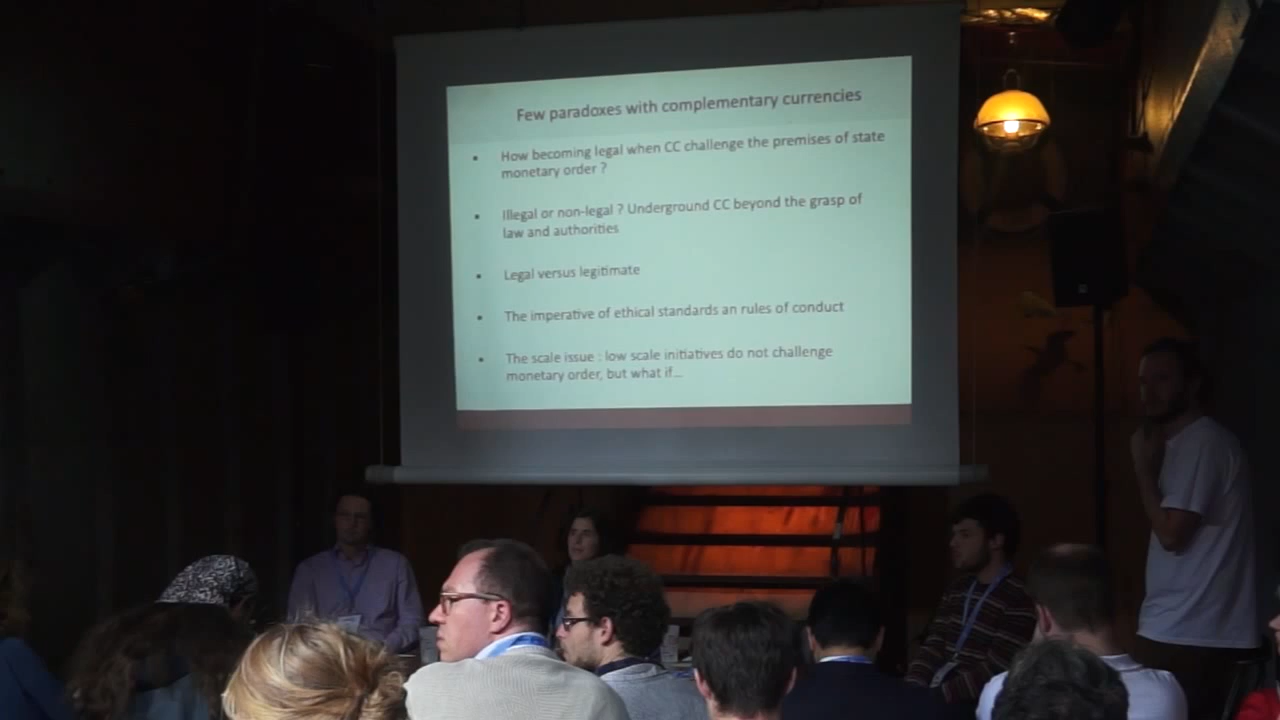 Few paradoxes with complementary currencies
• How becoming legal when CC challenge the premises of state
monetary order ?
• Illegal or non-legal ? Underground CC beyond the grasp of
law and authorities
• Legal versus legitimate
• The imperative of ethical standards an rules of conduct
• The scale issue : low scale initiatives do not challenge
monetary order, but what if...